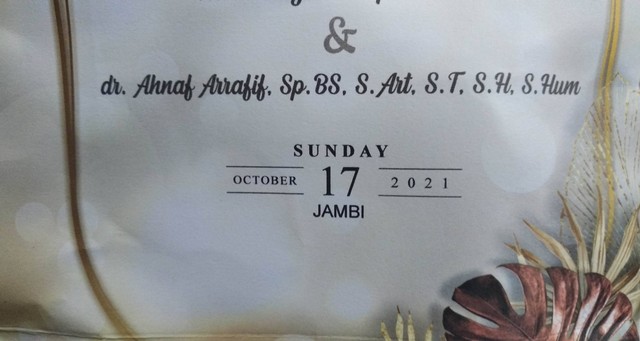 &
dr. Ahnaf Arrafif, Sp.BS, S.Art, S.T, S.H, S.Hum
SUNDAY
OCTOBER 17 2021
JAMBI